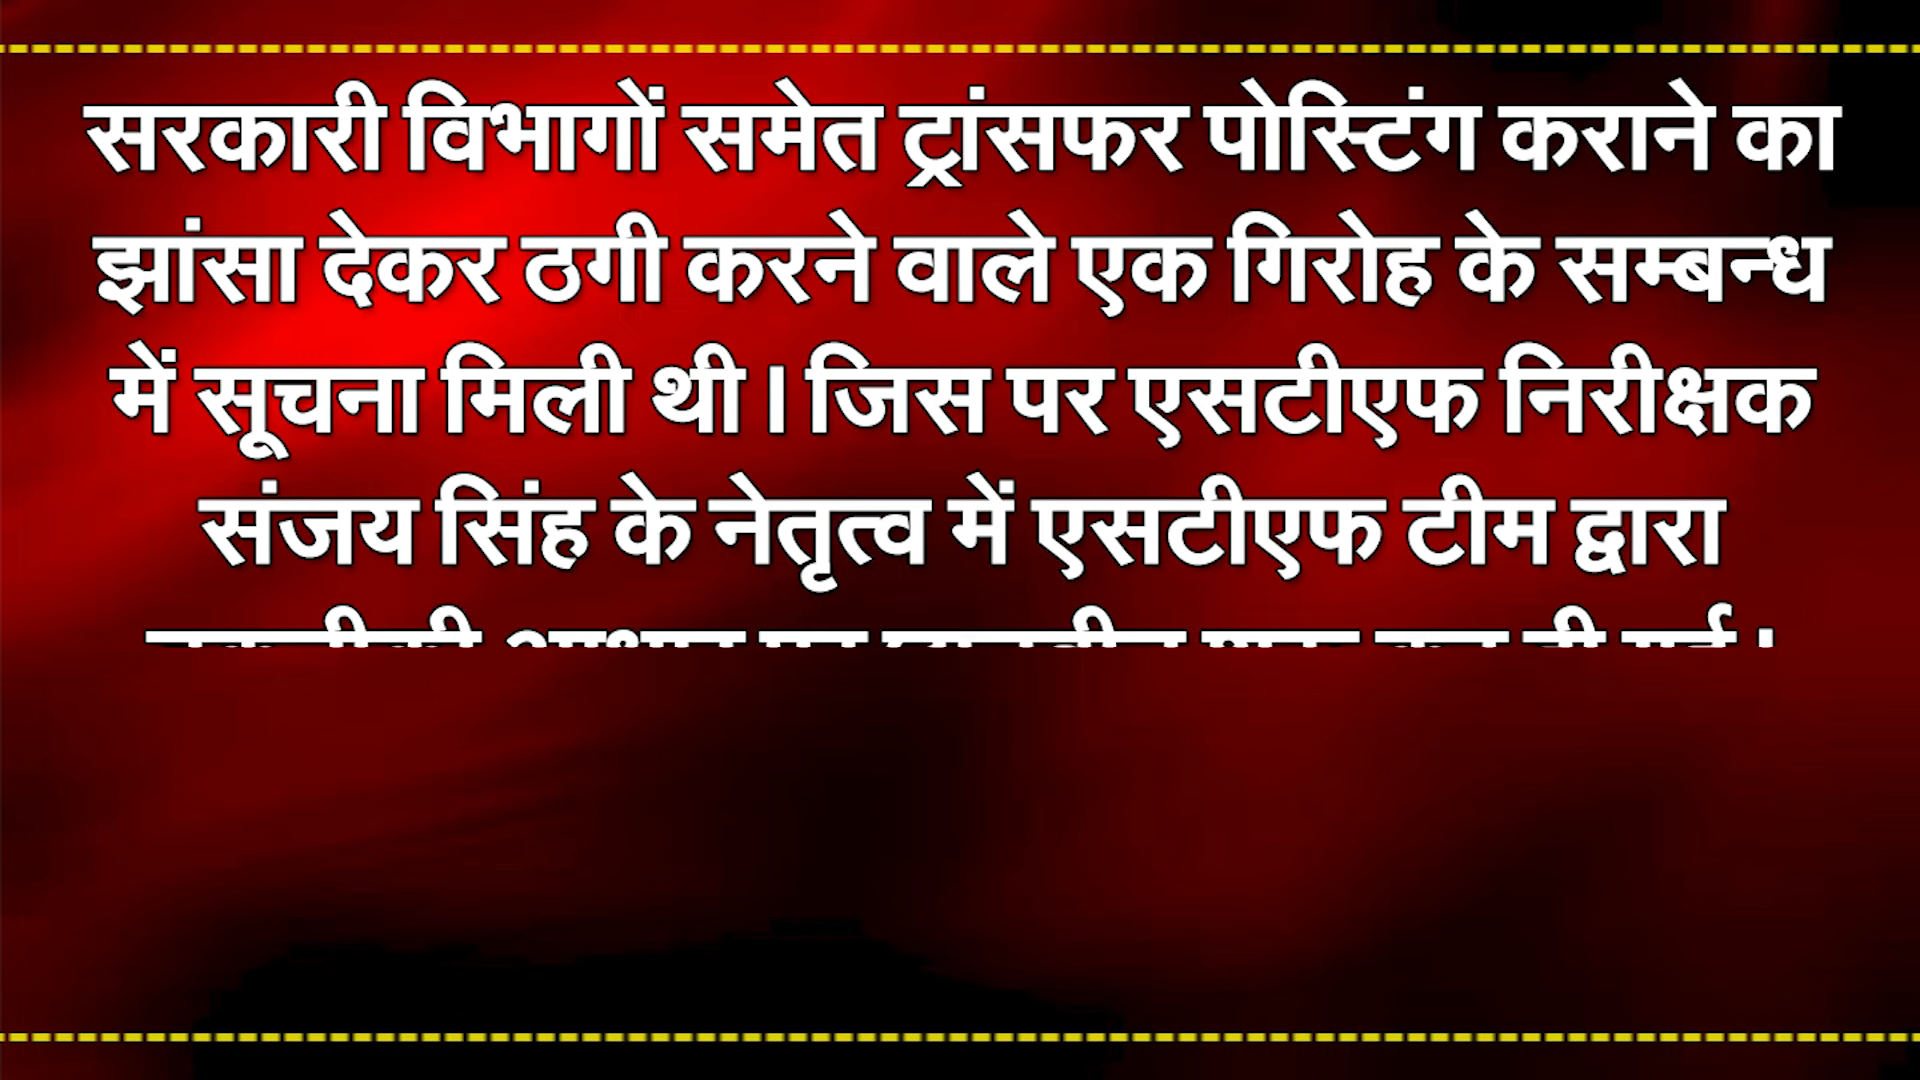 सरकारी विभागों समेत ट्रांसफर पोस्टिंग कराने का
झांसा देकर ठगी करने वाले एक गिरोह के सम्बन्ध
में सूचना मिली थी । जिस पर एसटीएफ निरीक्षक
संजय सिंह के नेतृत्व में एसटीएफ टीम द्वारा